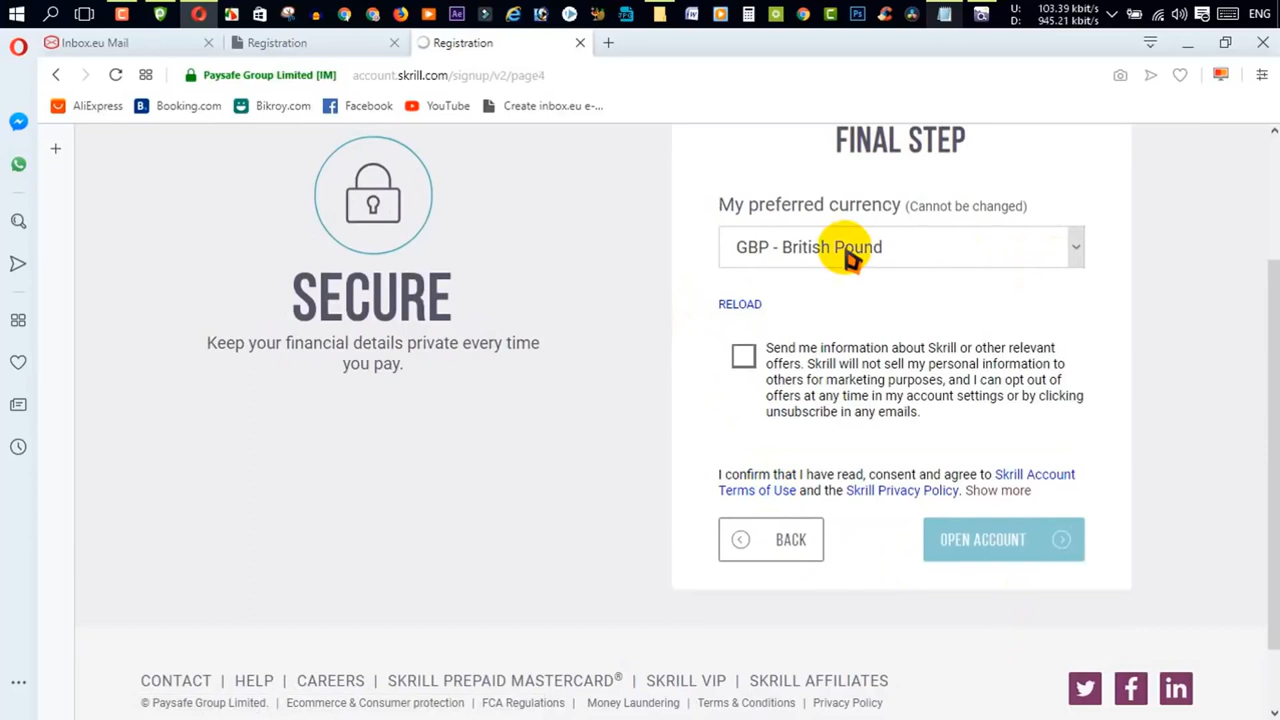 U: 103.39 kbit/s
D: 945.21 kbit/s
ENG
Inbox.eu Mail
Registration
Registration
Paysafe Group Limited [IM]
account.skrill.com/signup/v2/page4
AliExpress
B. Booking.com
Bikroy.com
Facebook
YouTube
Create inbox.eu e-...
SECURE
Keep your financial details private every time
you pay.
FINAL STEP
My preferred currency (Cannot be changed)
GBP - British Pound
RELOAD
Send me information about Skrill or other relevant
offers. Skrill will not sell my personal information to
others for marketing purposes, and I can opt out of
offers at any time in my account settings or by clicking
unsubscribe in any emails.
I confirm that I have read, consent and agree to Skrill Account
Terms of Use and the Skrill Privacy Policy. Show more
BACK
OPEN ACCOUNT
CONTACT | HELP | CAREERS | SKRILL PREPAID MASTERCARD® | SKRILL VIP | SKRILL AFFILIATES
© Paysafe Group Limited. | Ecommerce & Consumer protection | FCA Regulations | Money Laundering | Terms & Conditions | Privacy Policy